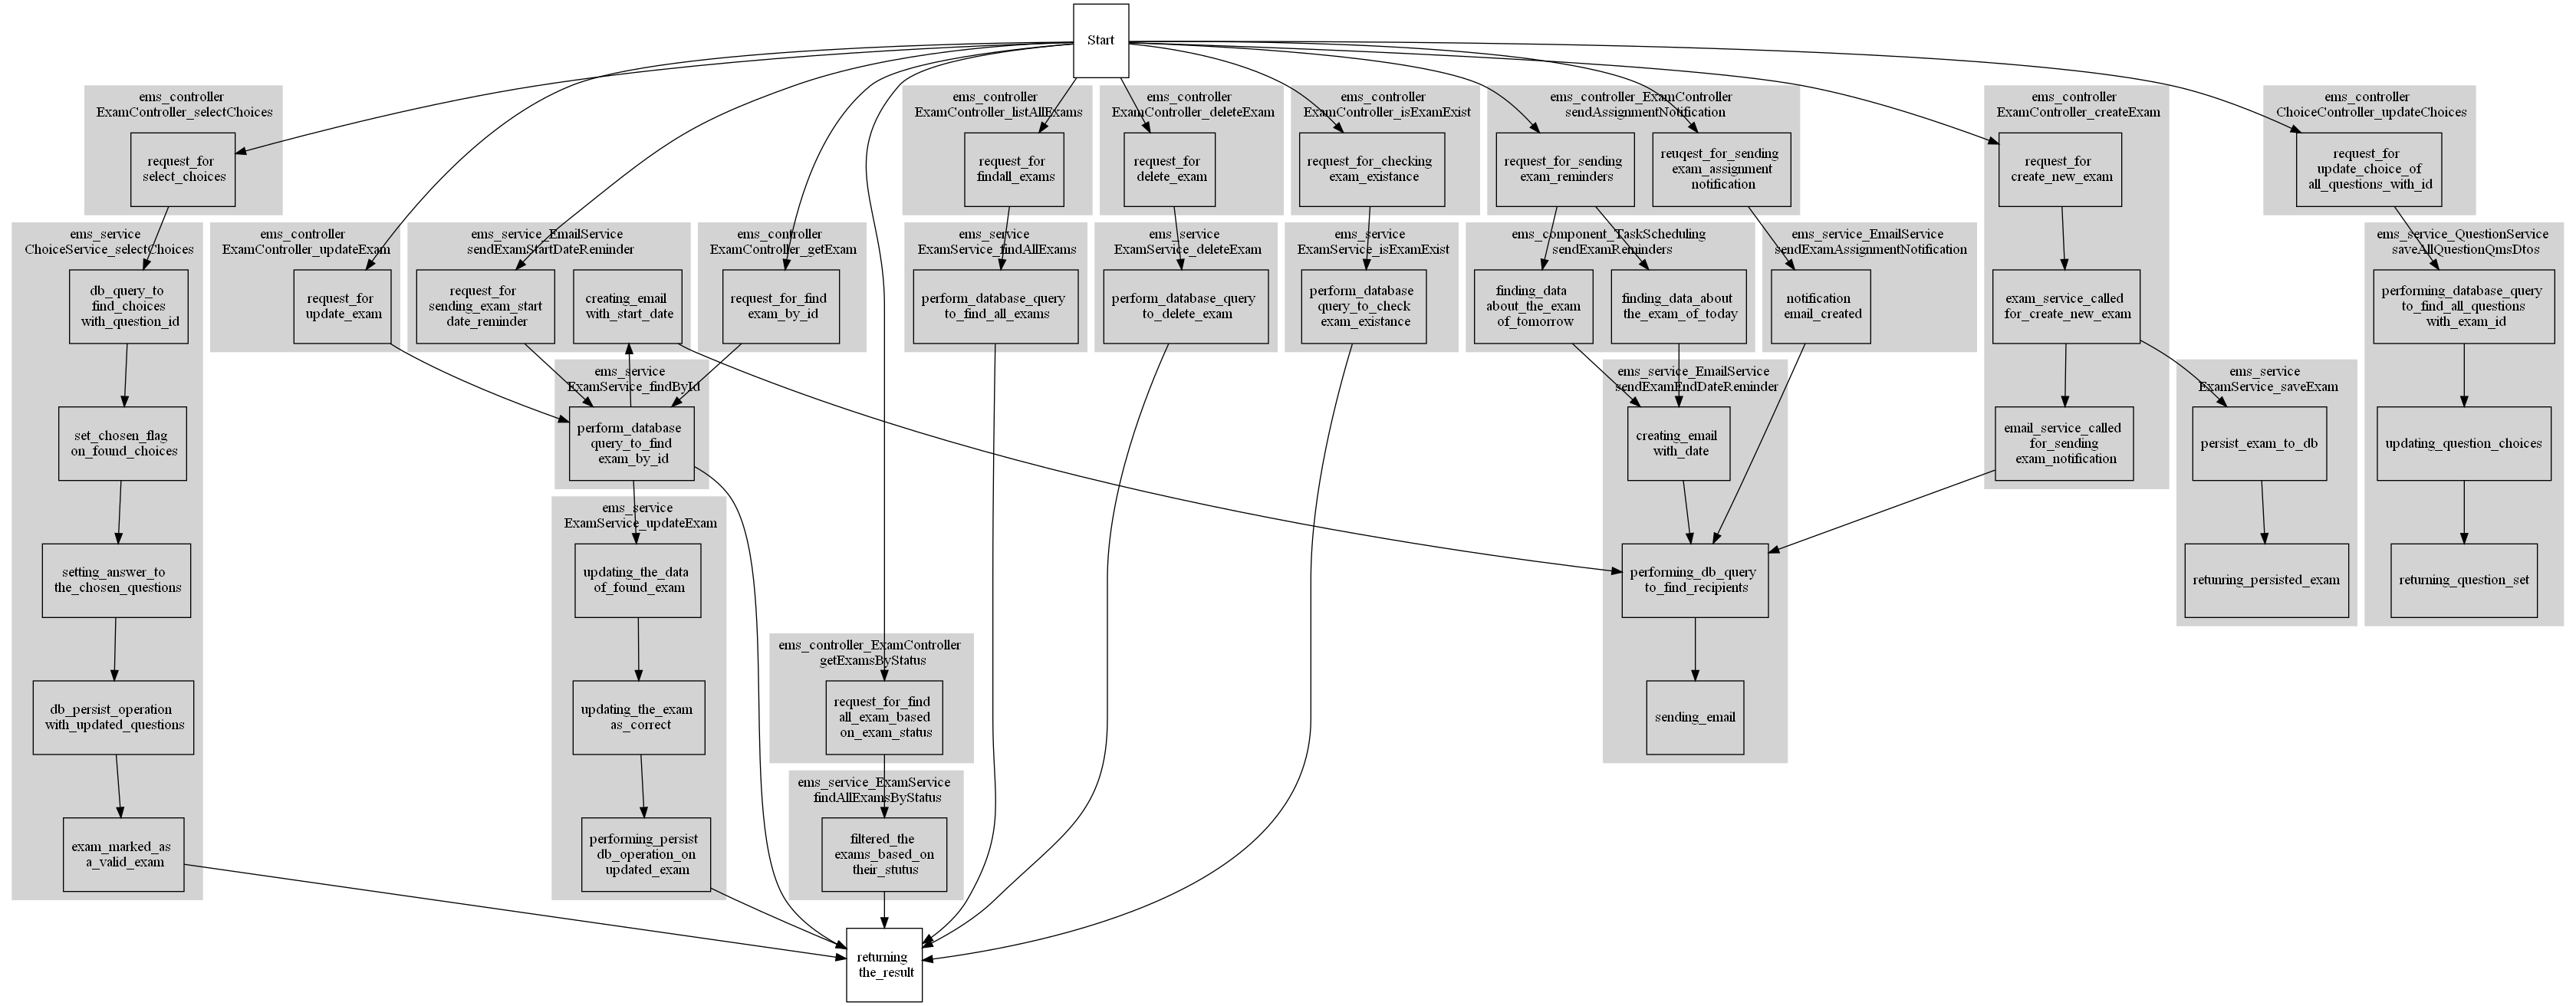 Start
ems_controller
ExamController_selectChoices
request_for
select_choices
ems_controller
ExamController_listAllExams
request_for
findall_exams
ems_controller
ExamController_deleteExam
request_for
delete_exam
ems_controller
ExamController_isExamExist
request_for_checking
exam_existance
ems_controller_ExamController
sendAssignmentNotification
request_for_sending
exam_reminders
reuqest_for_sending
exam_assignment
notification
ems_controller
ExamController_createExam
request_for
create_new_exam
exam_service_called
for_create_new_exam
email_service_called
for_sending
exam_notification
ems_controller
ChoiceController_updateChoices
request_for
update_choice_of
all_questions_with_id
ems_service
ChoiceService_selectChoices
db_query_to
find_choices
with_question_id
set_chosen_flag
on_found_choices
setting_answer_to
the_chosen_questions
db_persist_operation
with_updated_questions
exam_marked_as
a_valid_exam
ems_controller
ExamController_updateExam
request_for
update_exam
ems_service_EmailService
sendExamStartDateReminder
request_for
sending_exam_start
date_reminder
creating_email
with_start_date
ems_controller
ExamController_getExam
request_for_find
exam_by_id
ems_service
ExamService_findAllExams
perform_database_query
to_find_all_exams
ems_service
ExamService_deleteExam
perform_database_query
to_delete_exam
ems_service
ExamService_isExamExist
perform_database
query_to_check
exam_existance
ems_component_TaskScheduling
sendExamReminders
finding_data
about_the_exam
of_tomorrow
finding_data_about
the_exam_of_today
ems_service_EmailService
sendExamAssignmentNotification
notification
email_created
ems_service_QuestionService
saveAllQuestionQmsDtos
performing_database_query
to_find_all_questions
with_exam_id
updating_question_choices
returning_question_set
ems_service
ExamService_findById
perform_database
query_to_find
exam_by_id
ems_service_EmailService
sendExamEndDateReminder
creating_email
with_date
performing_db_query
to_find_recipients
sending_email
ems_service
ExamService_saveExam
persist_exam_to_db
retunring_persisted_exam
ems_service
ExamService_updateExam
updating_the_data
of_found_exam
updating_the_exam
as_correct
performing_persist
db_operation_on
updated_exam
ems_controller_ExamController
getExamsByStatus
request_for_find
all_exam_based
on_exam_status
ems_service_ExamService
findAllExamsByStatus
filtered_the
exams_based_on
their_stutus
returning
the_result